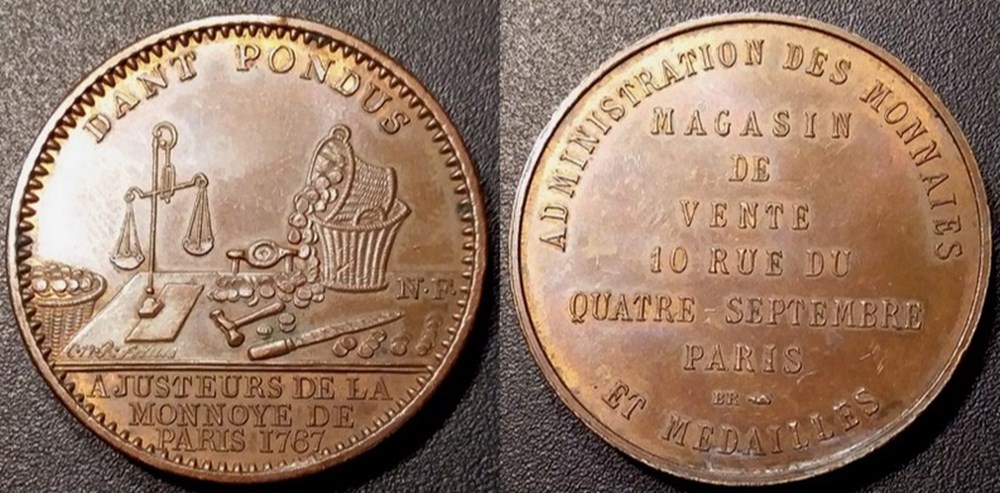 DANT PONDUS
N·F·
AJUSTEURS DE LA
MONNOYE DE
PARIS 1767
ADMINISTRATION DES MONNAIES
MAGASIN
DE
VENTE
10 RUE DU
QUATRE-SEPTEMBRE
PARIS
BR
ET MEDAILLES